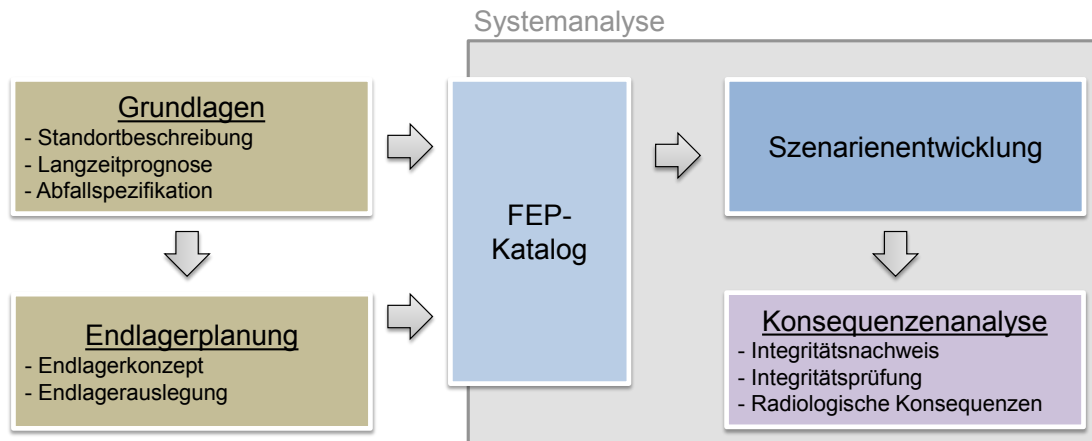 Systemanalyse
Grundlagen
- Standortbeschreibung
- Langzeitprognose
- Abfallspezifikation
Endlagerplanung
- Endlagerkonzept
- Endlagerauslegung
FEP-
Katalog
Szenarienentwicklung
Konsequenzenanalyse
- Integritätsnachweis
- Integritätsprüfung
- Radiologische Konsequenzen